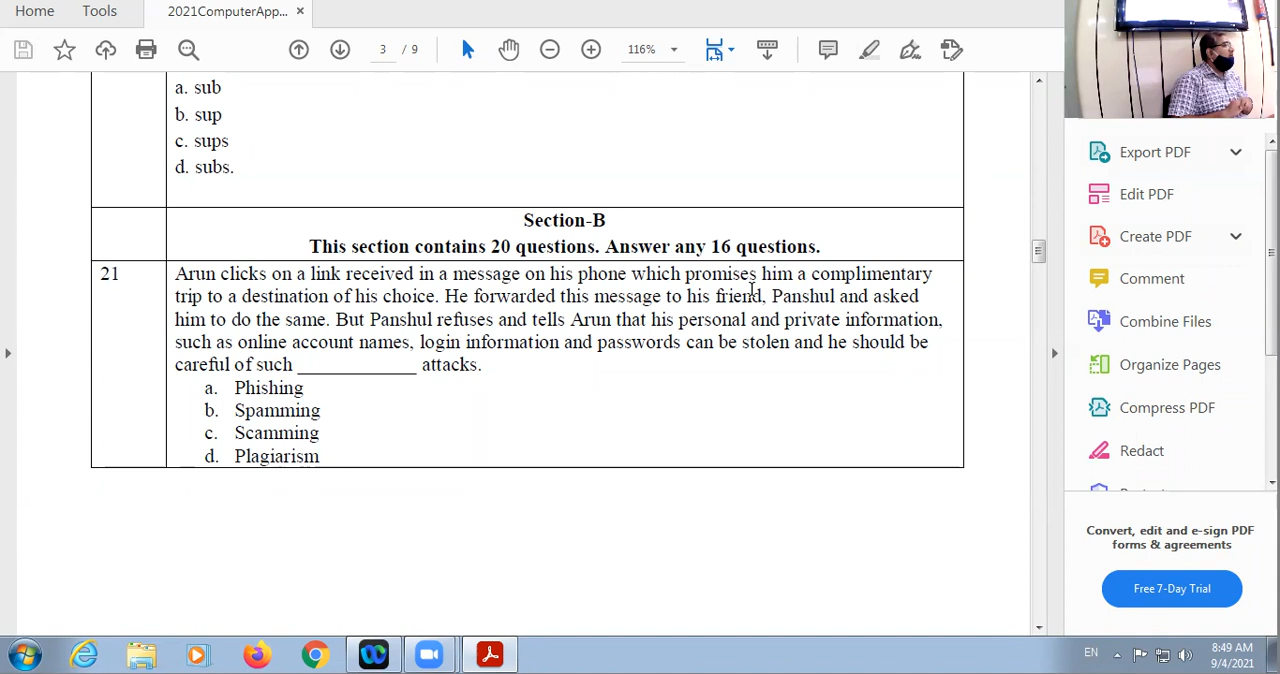 Home Tools 2021ComputerApp... ×
3 / 9 116%
a. sub
b. sup
c. sups
d. subs.
Section-B
This section contains 20 questions. Answer any 16 questions.
21 Arun clicks on a link received in a message on his phone which promises him a complimentary
trip to a destination of his choice. He forwarded this message to his friend, Panshul and asked
him to do the same. But Panshul refuses and tells Arun that his personal and private information,
such as online account names, login information and passwords can be stolen and he should be
careful of such ____________ attacks.
a. Phishing
b. Spamming
c. Scamming
d. Plagiarism
Export PDF
Edit PDF
Create PDF
Comment
Combine Files
Organize Pages
Compress PDF
Redact
Convert, edit and e-sign PDF
forms & agreements
Free 7-Day Trial
EN
8:49 AM
9/4/2021